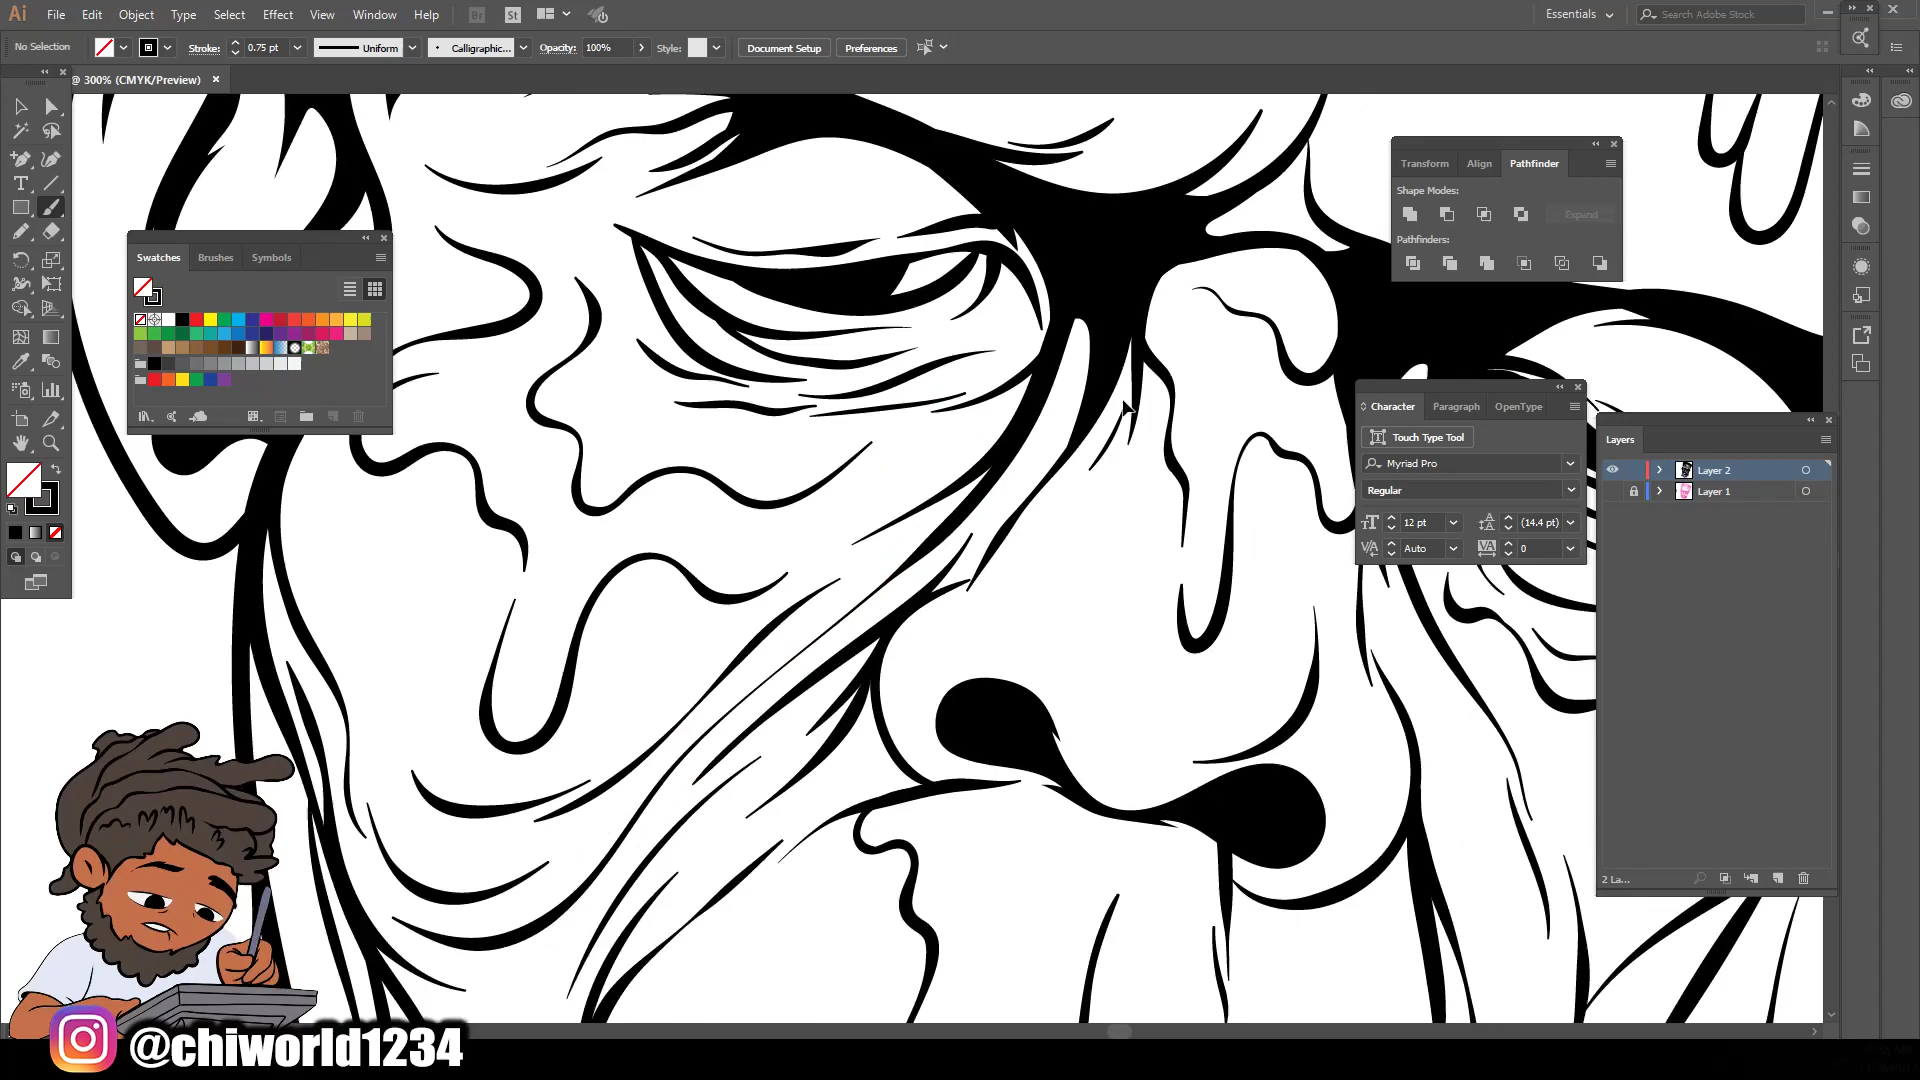 Ai File Edit Object Type Select Effect View Window Help Br St Essentials Search Adobe Stock
No Selection Stroke: 0.75 pt Uniform Calligraphic... Opacity: 100% Style: Document Setup Preferences
@ 300% (CMYK/Preview)
Transform Align Pathfinder
Shape Modes:
Expand
Pathfinders:
Swatches Brushes Symbols
Character Paragraph OpenType
Touch Type Tool
Myriad Pro
Regular
12 pt (14.4 pt)
Auto 0
Layers
Layer 2
Layer 1
2 La...
@chiworld1234